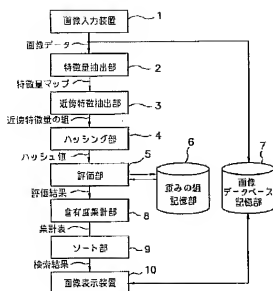 画像入力装置
1
画像データ
特徴量抽出部
2
特徴量マップ
近傍特徴抽出部
3
近傍特徴量の組
ハッシング部
4
ハッシュ値
評価部
5
歪みの組
記憶部
6
画像
データベース
記憶部
7
評価結果
含有度集計部
8
集計表
ソート部
9
検索結果
画像表示装置
10